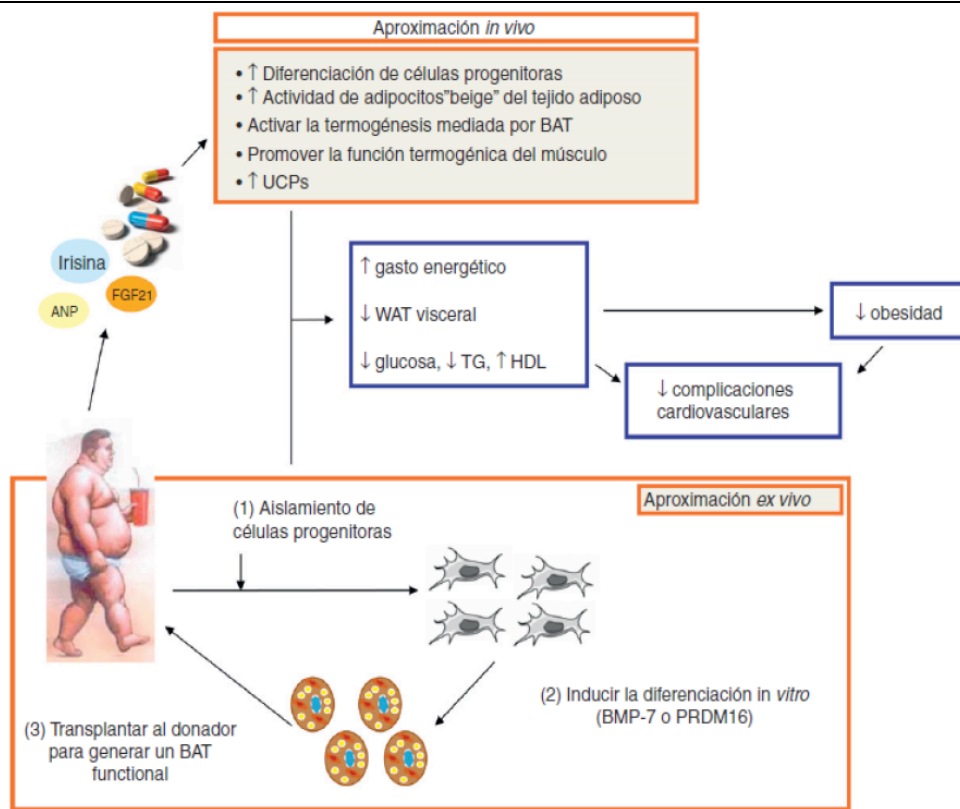 Aproximación in vivo
• ↑ Diferenciación de células progenitoras
• ↑ Actividad de adipocitos"beige" del tejido adiposo
• Activar la termogénesis mediada por BAT
• Promover la función termogénica del músculo
• ↑ UCPs
Irisina
FGF21
ANP
↑ gasto energético
↓ WAT visceral
↓ glucosa, ↓ TG, ↑ HDL
↓ obesidad
↓ complicaciones
cardiovasculares
Aproximación ex vivo
(1) Aislamiento de
células progenitoras
(2) Inducir la diferenciación in vitro
(BMP-7 o PRDM16)
(3) Transplantar al donador
para generar un BAT
functional